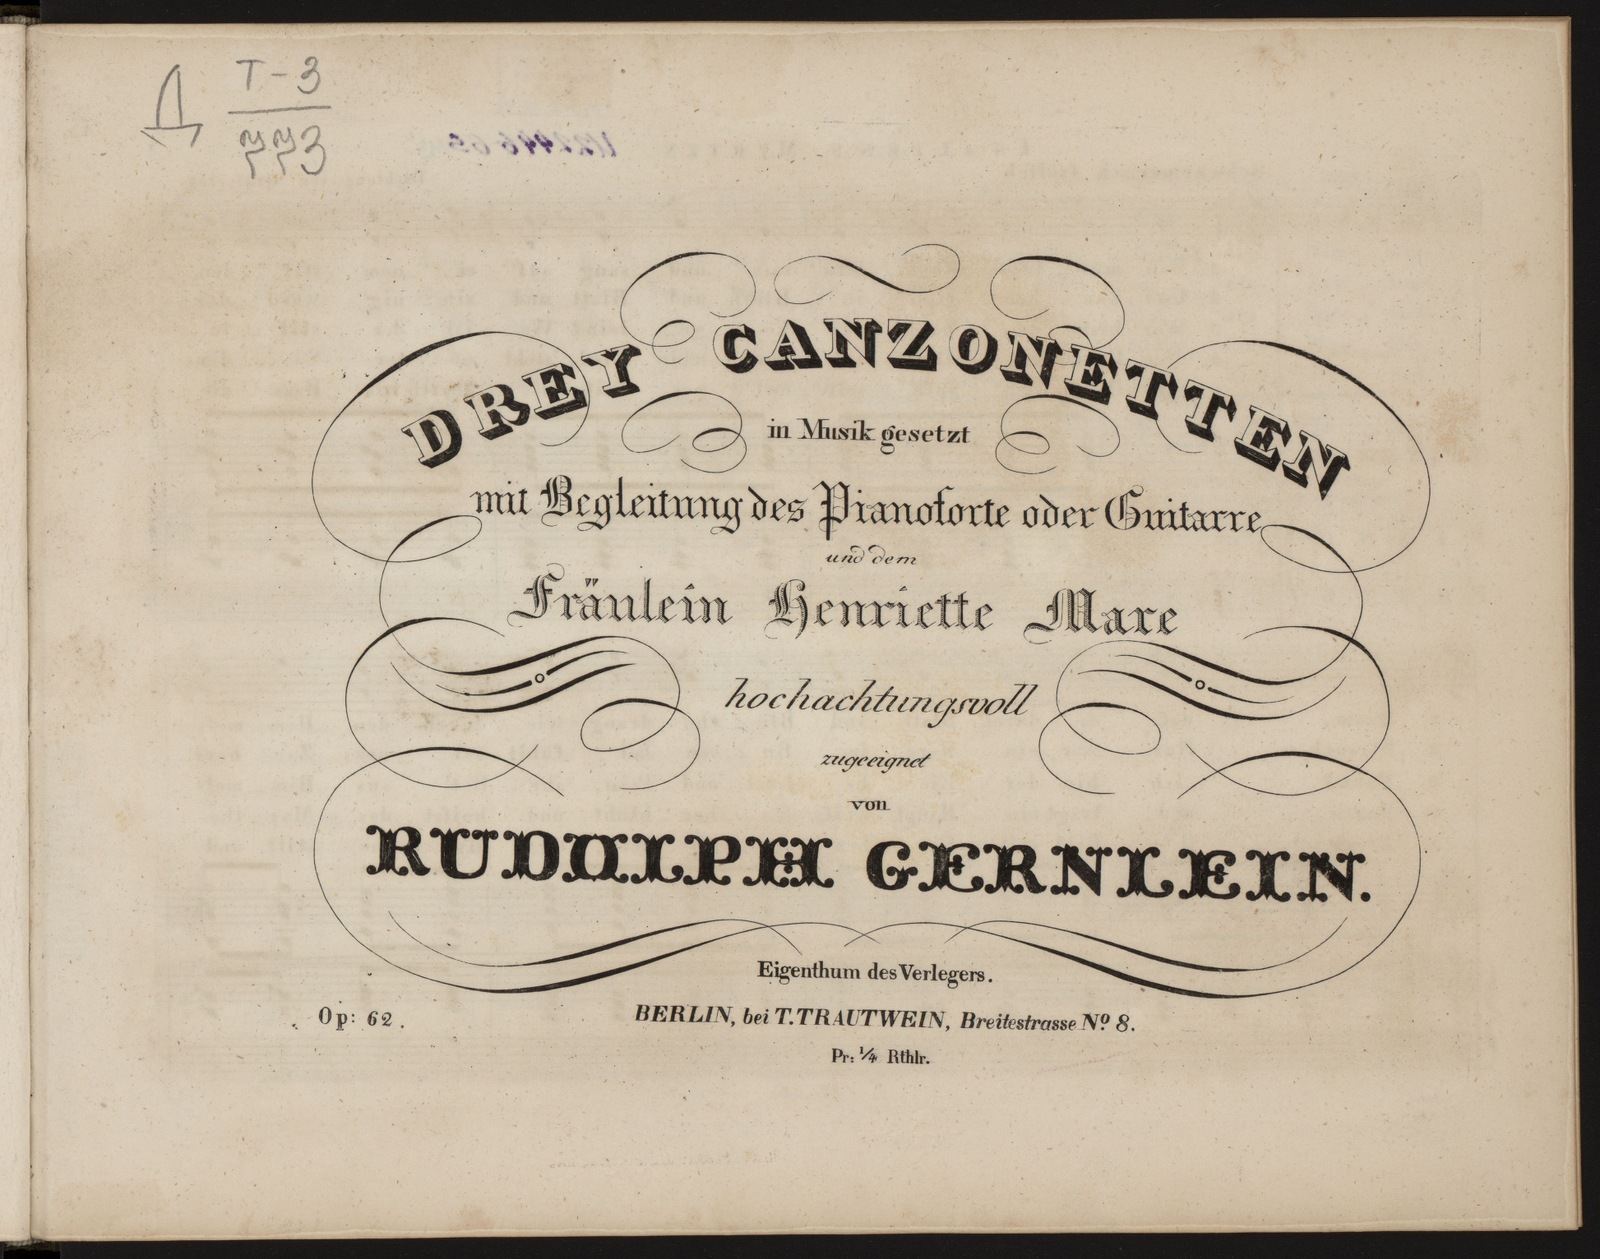 Д T-3
773
DREY CANZONETTEN
in Musik gesetzt
mit Begleitung des Pianoforte oder Guitarre
und dem
Fräulein Henriette Mare
hochachtungsvoll
zugeeignet
von
RUDOLPH GERNLEIN.
Eigenthum des Verlegers.
Op: 62.
BERLIN, bei T. TRAUTWEIN, Breitestrasse No. 8.
Pr: 1/4 Rthlr.